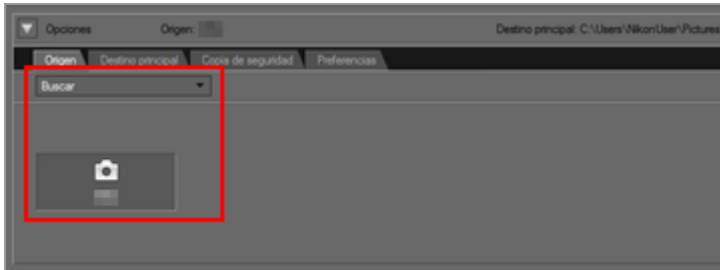 Opciones Origen: Destino principal: C:\Users\NikonUser\Pictures
Origen Destino principal Copia de seguridad Preferencias
Buscar